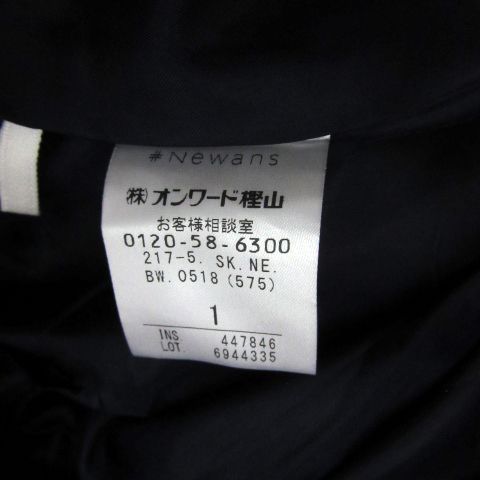 #Newans
㈱オンワード樫山
お客様相談室
0120-58-6300
217-5. SK.NE.
BW.0518(575)
1
INS 447846
LOT. 6944335